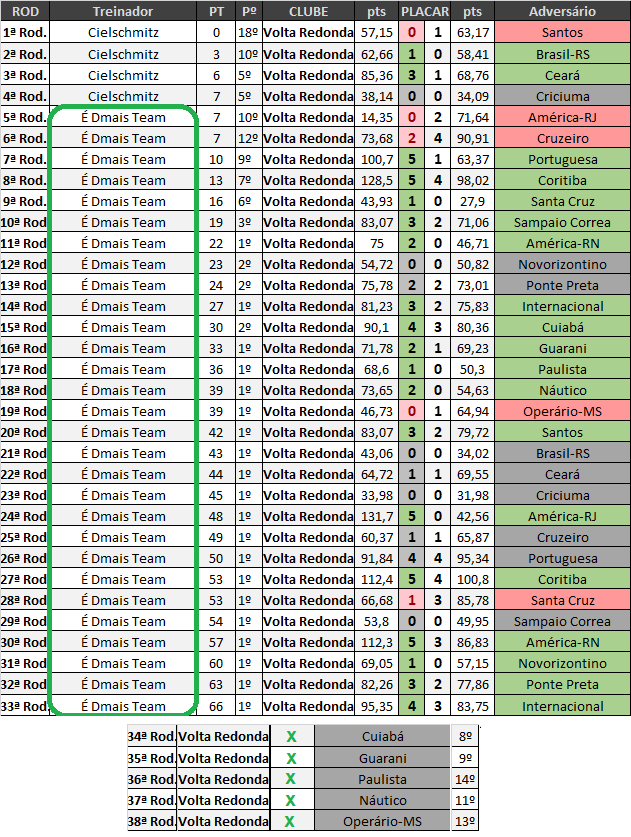 ROD Treinador PT Pº CLUBE pts PLACAR pts Adversário
1ª Rod. Cielschmitz 0 18º Volta Redonda 57,15 0 1 63,17 Santos
2ª Rod. Cielschmitz 3 10º Volta Redonda 62,66 1 0 58,41 Brasil-RS
3ª Rod. Cielschmitz 6 5º Volta Redonda 85,36 3 1 68,76 Ceará
4ª Rod. Cielschmitz 7 5º Volta Redonda 38,14 0 0 34,09 Criciuma
5ª Rod. É Dmais Team 7 10º Volta Redonda 14,35 0 2 71,64 América-RJ
6ª Rod. É Dmais Team 7 12º Volta Redonda 73,68 2 4 90,91 Cruzeiro
7ª Rod. É Dmais Team 10 9º Volta Redonda 100,7 5 1 63,37 Portuguesa
8ª Rod. É Dmais Team 13 7º Volta Redonda 128,5 5 4 98,02 Coritiba
9ª Rod. É Dmais Team 16 6º Volta Redonda 43,93 1 0 27,9 Santa Cruz
10ª Rod É Dmais Team 19 3º Volta Redonda 83,07 3 2 71,06 Sampaio Correa
11ª Rod É Dmais Team 22 1º Volta Redonda 75 2 0 46,71 América-RN
12ª Rod É Dmais Team 23 2º Volta Redonda 54,72 0 0 50,82 Novorizontino
13ª Rod É Dmais Team 24 2º Volta Redonda 75,78 2 2 73,01 Ponte Preta
14ª Rod É Dmais Team 27 1º Volta Redonda 81,23 3 2 75,83 Internacional
15ª Rod É Dmais Team 30 2º Volta Redonda 90,1 4 3 80,36 Cuiabá
16ª Rod É Dmais Team 33 1º Volta Redonda 71,78 2 1 69,23 Guarani
17ª Rod É Dmais Team 36 1º Volta Redonda 68,6 1 0 50,3 Paulista
18ª Rod É Dmais Team 39 1º Volta Redonda 73,65 2 0 54,63 Náutico
19ª Rod É Dmais Team 39 1º Volta Redonda 46,73 0 1 64,94 Operário-MS
20ª Rod É Dmais Team 42 1º Volta Redonda 83,07 3 2 79,72 Santos
21ª Rod É Dmais Team 43 1º Volta Redonda 43,06 0 0 34,02 Brasil-RS
22ª Rod É Dmais Team 44 1º Volta Redonda 64,72 1 1 69,55 Ceará
23ª Rod É Dmais Team 45 1º Volta Redonda 33,98 0 0 31,98 Criciuma
24ª Rod É Dmais Team 48 1º Volta Redonda 131,7 5 0 42,56 América-RJ
25ª Rod É Dmais Team 49 1º Volta Redonda 60,37 1 1 65,87 Cruzeiro
26ª Rod É Dmais Team 50 1º Volta Redonda 91,84 4 4 95,34 Portuguesa
27ª Rod É Dmais Team 53 1º Volta Redonda 112,4 5 4 100,8 Coritiba
28ª Rod É Dmais Team 53 1º Volta Redonda 66,68 1 3 85,78 Santa Cruz
29ª Rod É Dmais Team 54 1º Volta Redonda 53,8 0 0 49,95 Sampaio Correa
30ª Rod É Dmais Team 57 1º Volta Redonda 112,3 5 3 86,83 América-RN
31ª Rod É Dmais Team 60 1º Volta Redonda 69,05 1 0 57,15 Novorizontino
32ª Rod É Dmais Team 63 1º Volta Redonda 82,26 3 2 77,86 Ponte Preta
33ª Rod É Dmais Team 66 1º Volta Redonda 95,35 4 3 83,75 Internacional
34ª Rod. Volta Redonda X Cuiabá 8º
35ª Rod. Volta Redonda X Guarani 9º
36ª Rod. Volta Redonda X Paulista 14º
37ª Rod. Volta Redonda X Náutico 11º
38ª Rod. Volta Redonda X Operário-MS 13º